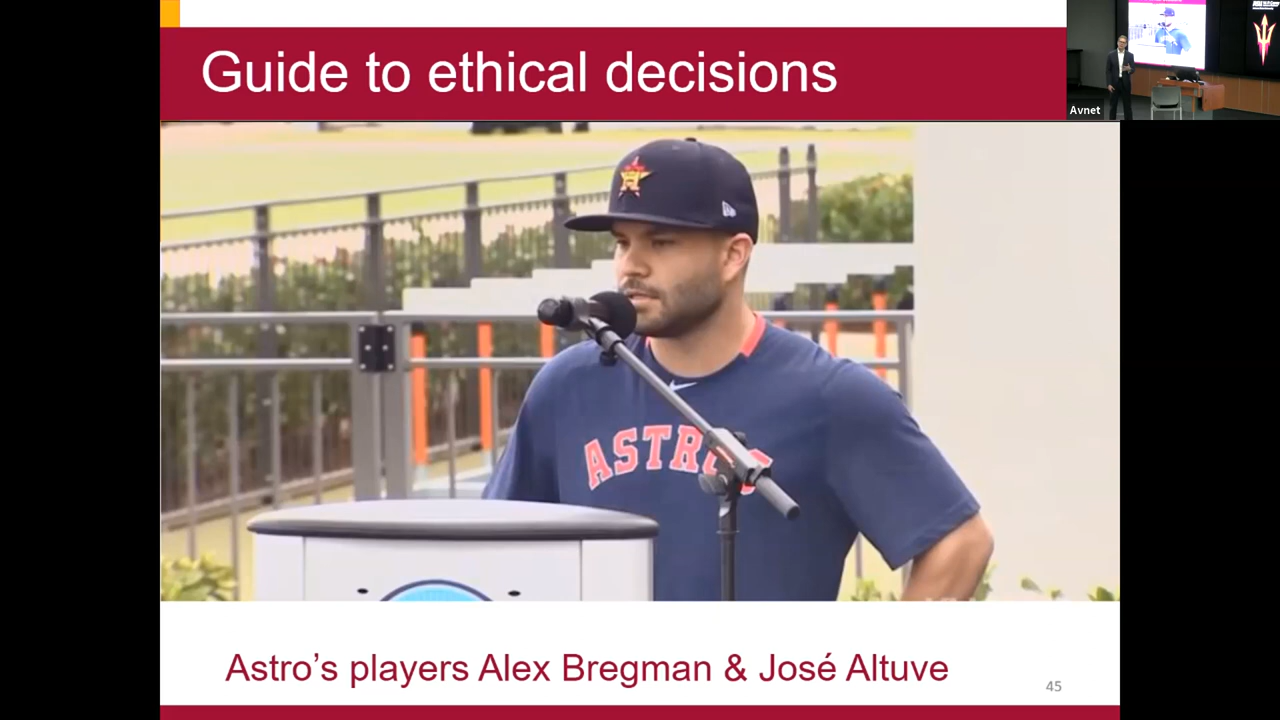 Guide to ethical decisions
Avnet
ASTROS
Astro's players Alex Bregman & José Altuve
45